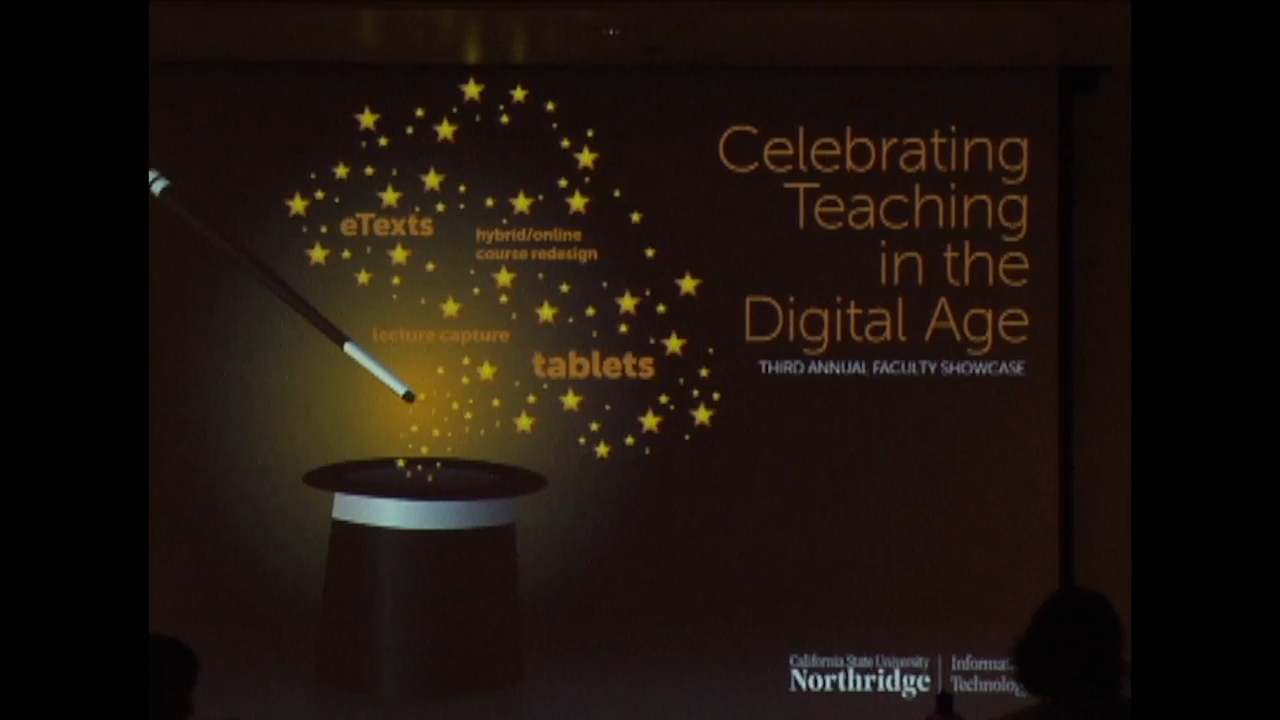 Celebrating
Teaching
in the
Digital Age
THIRD ANNUAL FACULTY SHOWCASE
eTexts
hybrid/online
course redesign
lecture capture
tablets
California State University
Northridge